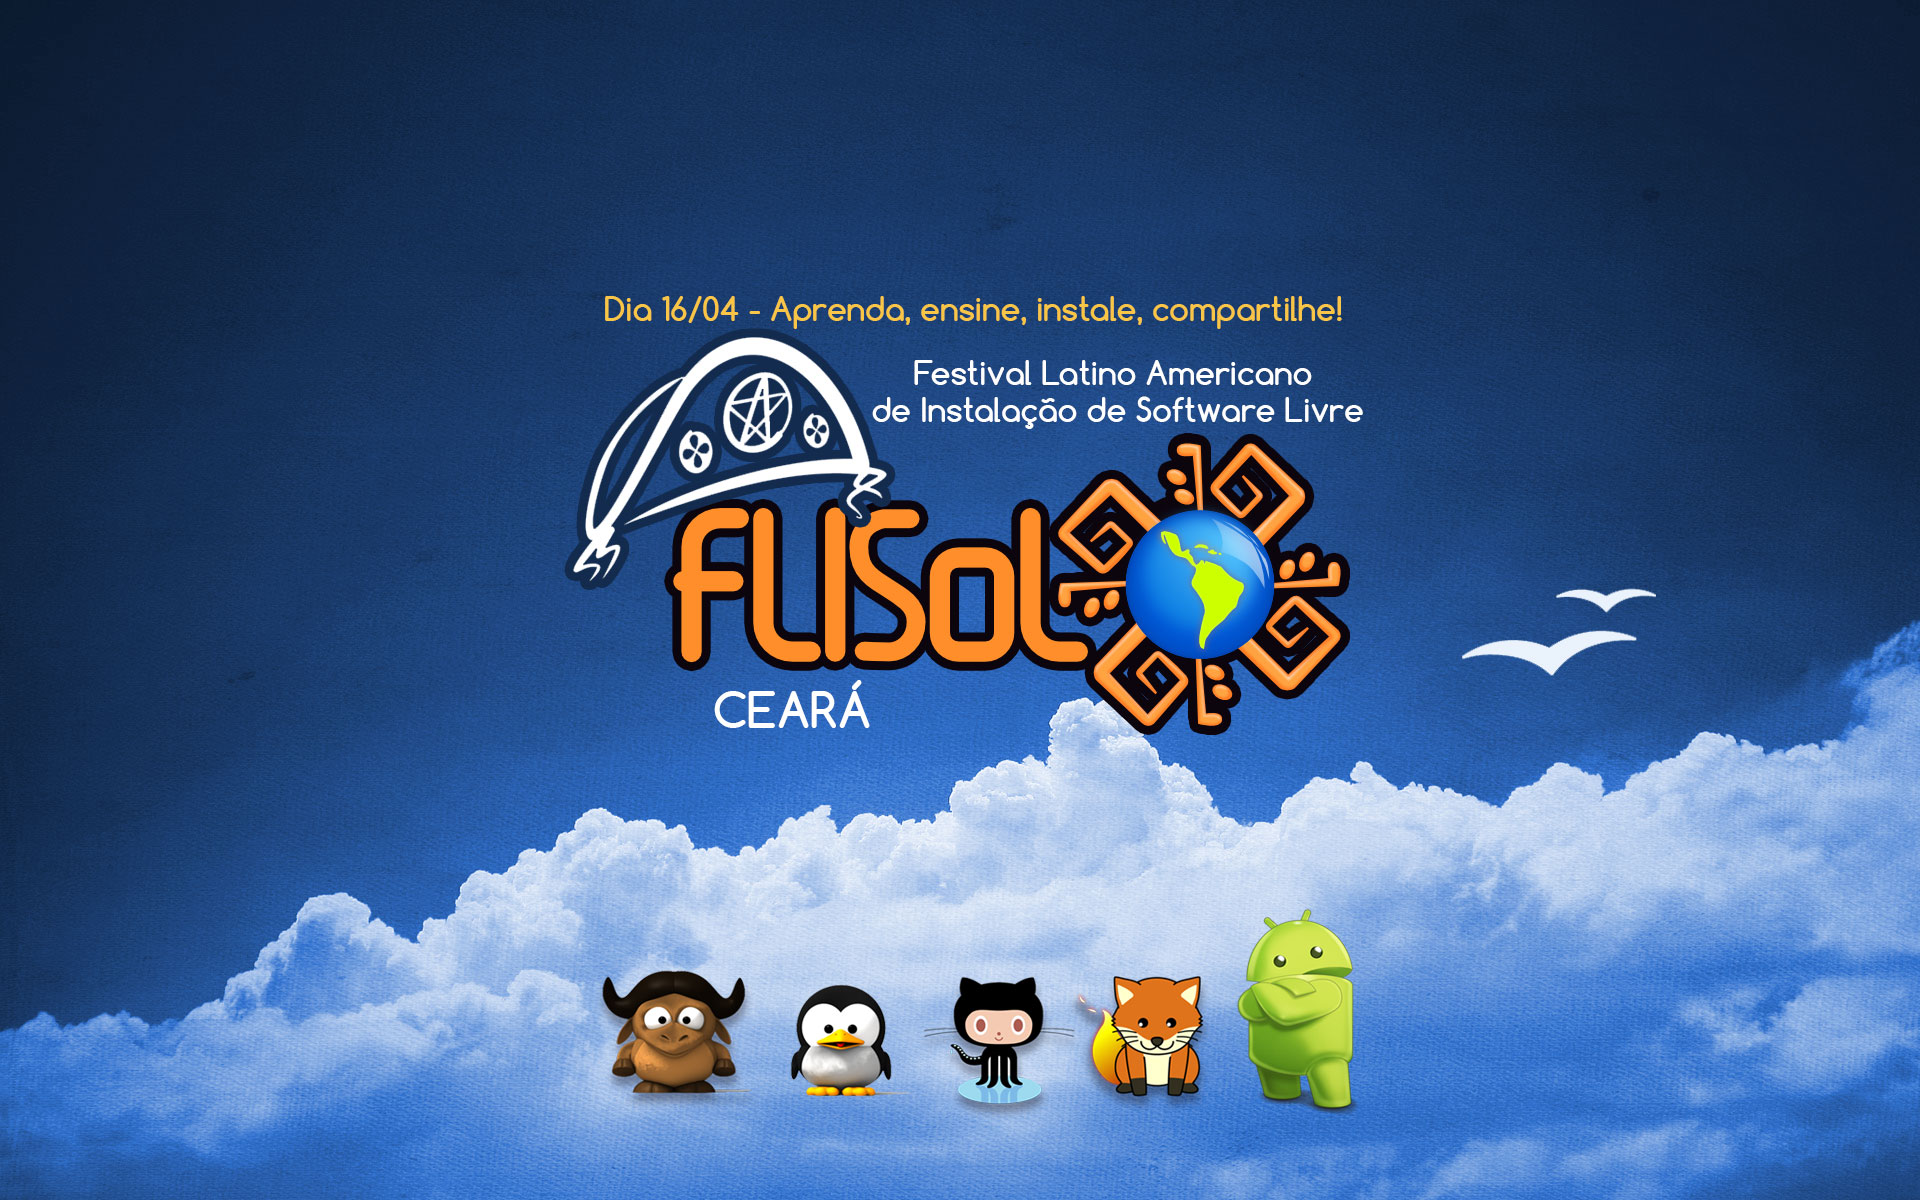 Dia 16/04 - Aprenda, ensine, instale, compartilhe!
Festival Latino Americano
de Instalação de Software Livre
FLISoL
CEARÁ